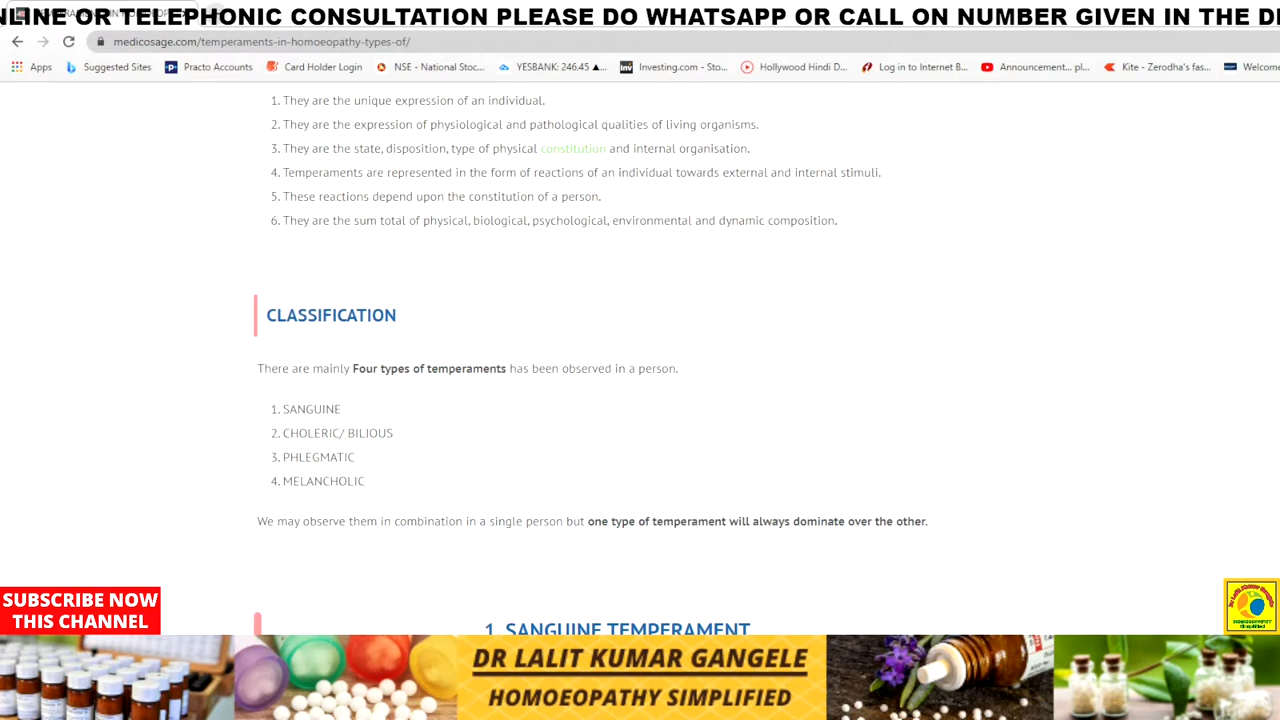 NLINE OR TELEPHONIC CONSULTATION PLEASE DO WHATSAPP OR CALL ON NUMBER GIVEN IN THE DE
medicosage.com/temperaments-in-homoeopathy-types-of/
Apps Suggested Sites Practo Accounts Card Holder Login NSE - National Stoc... YESBANK: 246.45 ▲... Investing.com - Sto... Hollywood Hindi D... Log in to Internet B... Announcement... pl... Kite - Zerodha's fas... Welcome
1. They are the unique expression of an individual.
2. They are the expression of physiological and pathological qualities of living organisms.
3. They are the state, disposition, type of physical constitution and internal organisation.
4. Temperaments are represented in the form of reactions of an individual towards external and internal stimuli.
5. These reactions depend upon the constitution of a person.
6. They are the sum total of physical, biological, psychological, environmental and dynamic composition.
CLASSIFICATION
There are mainly Four types of temperaments has been observed in a person.
1. SANGUINE
2. CHOLERIC/ BILIOUS
3. PHLEGMATIC
4. MELANCHOLIC
We may observe them in combination in a single person but one type of temperament will always dominate over the other.
SUBSCRIBE NOW
THIS CHANNEL
1. SANGUINE TEMPERAMENT
DR LALIT KUMAR GANGELE
HOMOEOPATHY SIMPLIFIED